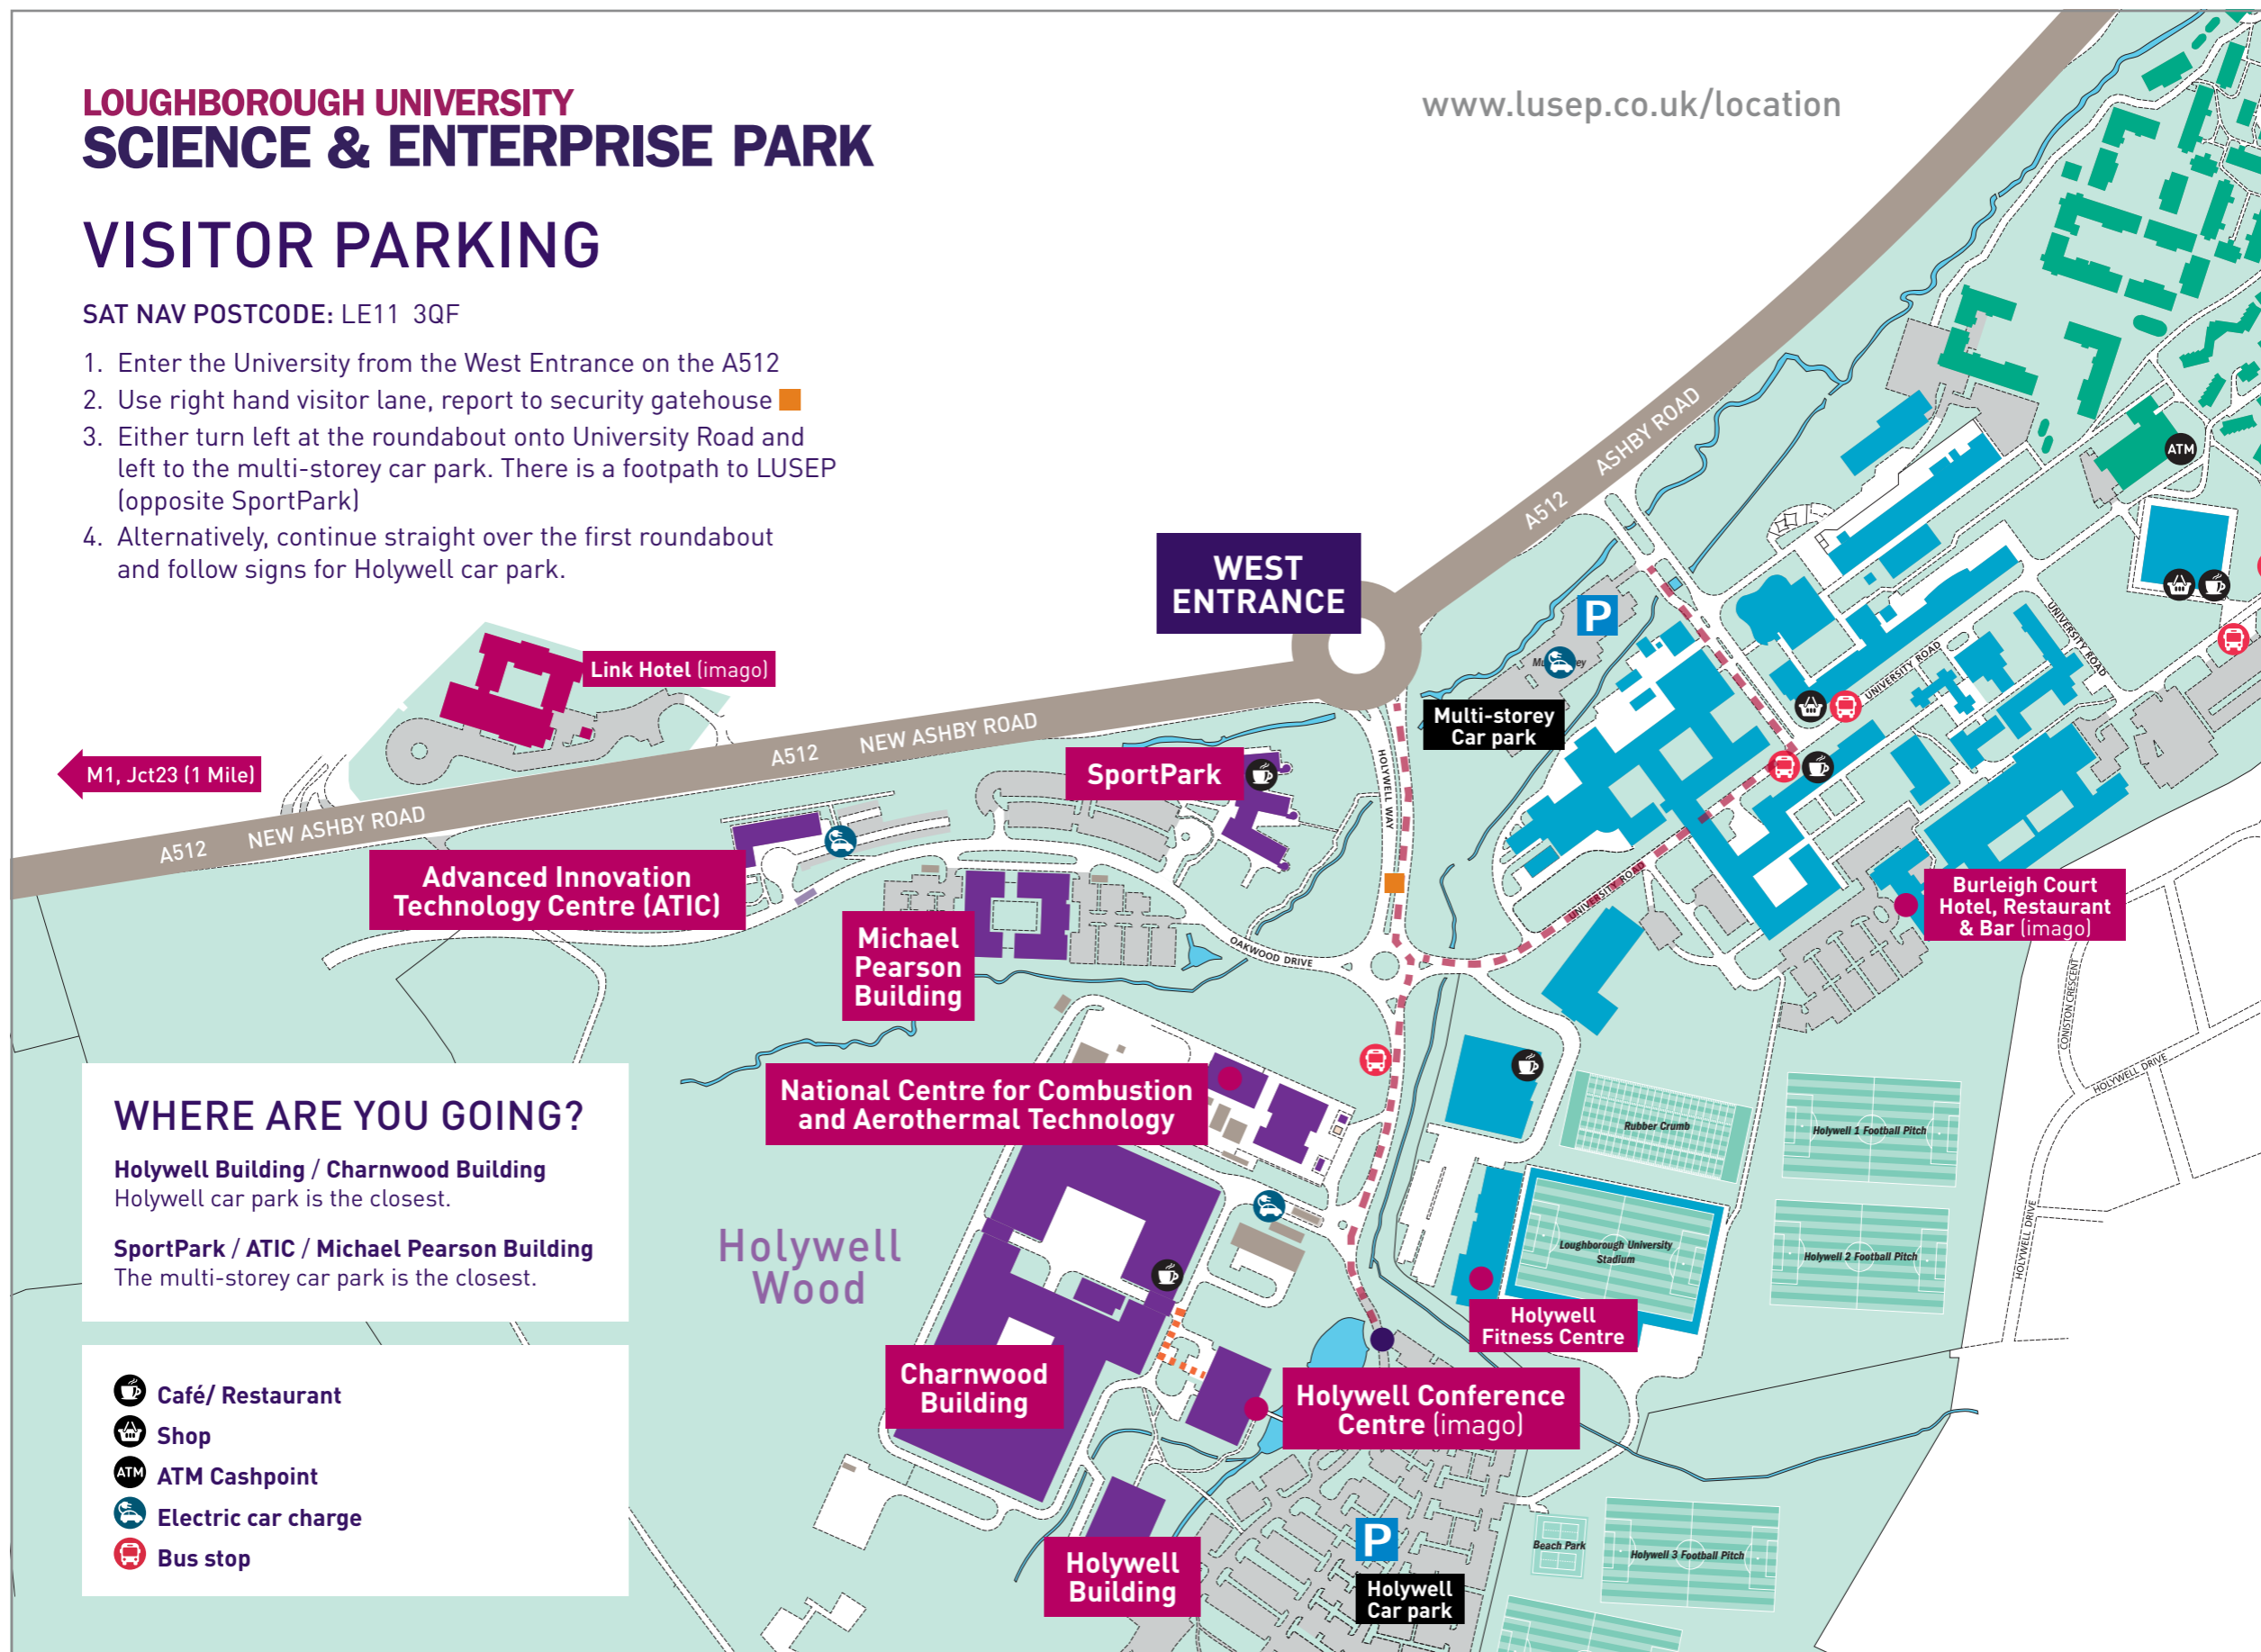 LOUGHBOROUGH UNIVERSITY
SCIENCE & ENTERPRISE PARK
www.lusep.co.uk/location
VISITOR PARKING
SAT NAV POSTCODE: LE11 3QF
1. Enter the University from the West Entrance on the A512
2. Use right hand visitor lane, report to security gatehouse
3. Either turn left at the roundabout onto University Road and
left to the multi-storey car park. There is a footpath to LUSEP
(opposite SportPark)
4. Alternatively, continue straight over the first roundabout
and follow signs for Holywell car park.
WEST
ENTRANCE
A512
ASHBY ROAD
ATM
P
Multi-storey
Car park
Link Hotel (imago)
M1, Jct23 (1 Mile)
A512
NEW ASHBY ROAD
A512
NEW ASHBY ROAD
SportPark
HOLYWELL WAY
UNIVERSITY ROAD
UNIVERSITY ROAD
UNIVERSITY ROAD
Advanced Innovation
Technology Centre (ATIC)
Michael
Pearson
Building
OAKWOOD DRIVE
Burleigh Court
Hotel, Restaurant
& Bar (imago)
CONISTON CRESCENT
HOLYWELL DRIVE
HOLYWELL DRIVE
National Centre for Combustion
and Aerothermal Technology
Rubber Crumb
Holywell 1 Football Pitch
Holywell 2 Football Pitch
Loughborough University
Stadium
Holywell
Fitness Centre
Holywell
Wood
Charnwood
Building
Holywell Conference
Centre (imago)
Holywell
Building
P
Holywell
Car park
Beach Park
Holywell 3 Football Pitch
WHERE ARE YOU GOING?
Holywell Building / Charnwood Building
Holywell car park is the closest.
SportPark / ATIC / Michael Pearson Building
The multi-storey car park is the closest.
Café/ Restaurant
Shop
ATM
ATM Cashpoint
Electric car charge
Bus stop